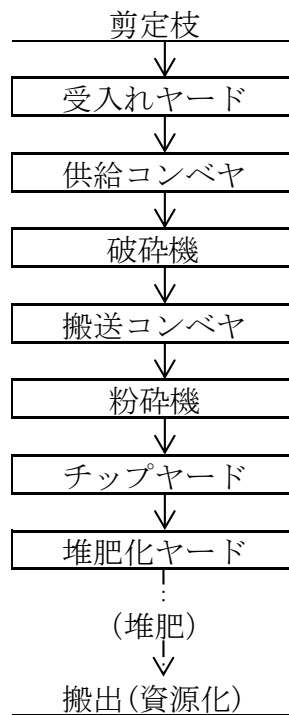 剪定枝
受入れヤード
供給コンベヤ
破砕機
搬送コンベヤ
粉砕機
チップヤード
堆肥化ヤード
(堆肥)
搬出(資源化)